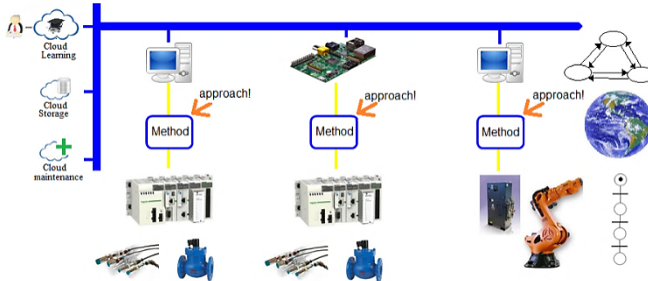 Cloud
Learning
Cloud
Storage
Cloud
maintenance
approach!
Method
approach!
Method
approach!
Method